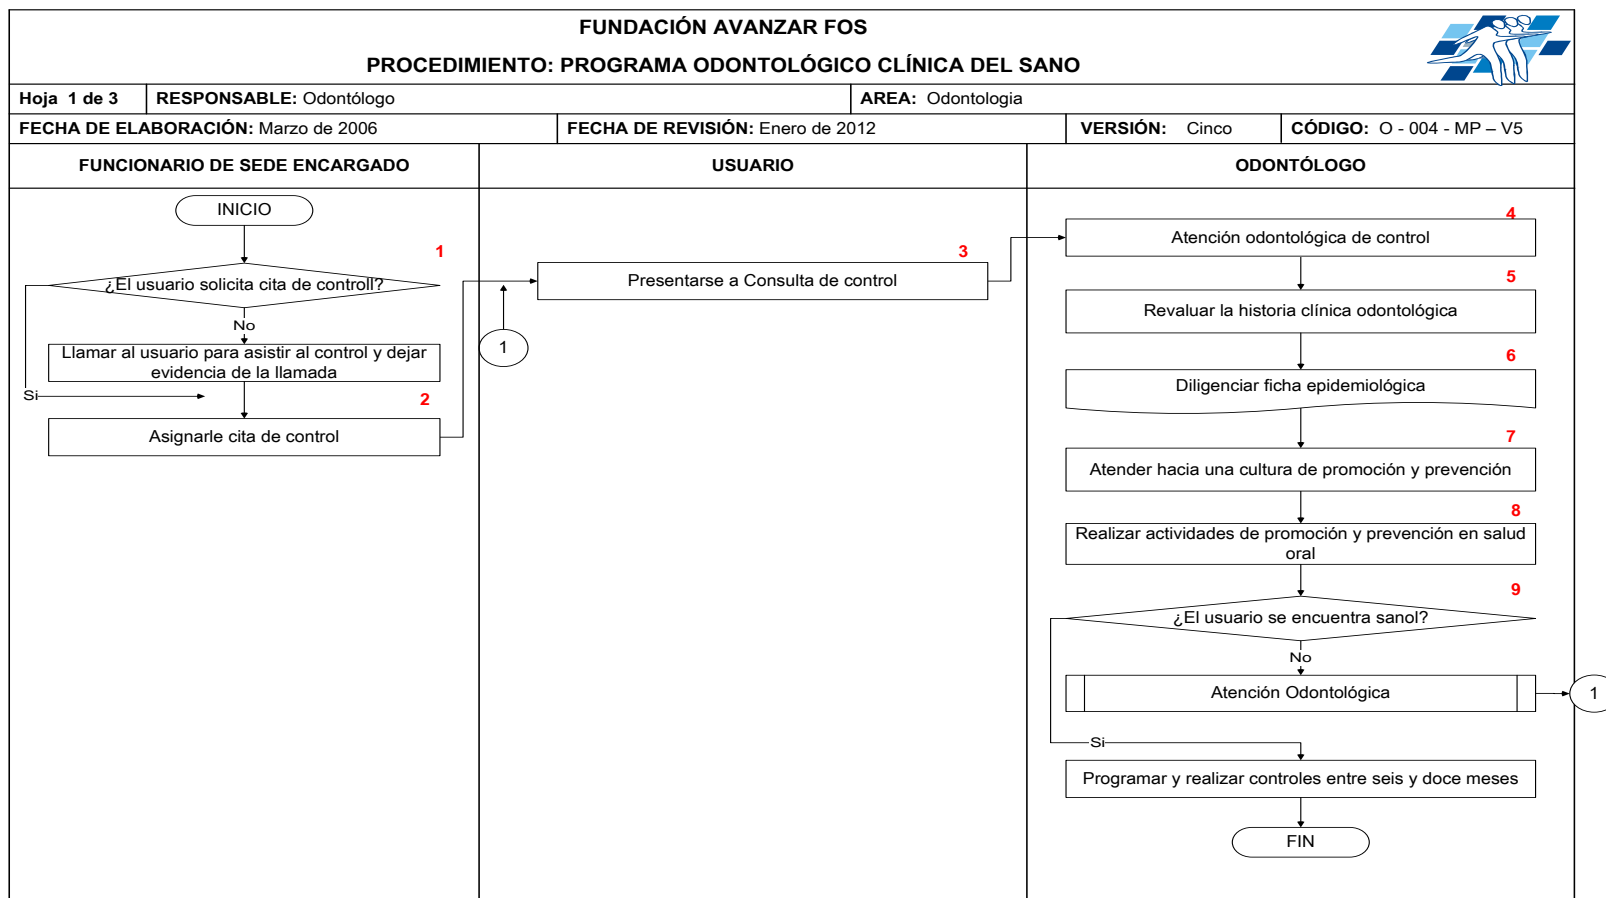 FUNDACIÓN AVANZAR FOS
PROCEDIMIENTO: PROGRAMA ODONTOLÓGICO CLÍNICA DEL SANO
Hoja 1 de 3
RESPONSABLE: Odontólogo
AREA: Odontologia
FECHA DE ELABORACIÓN: Marzo de 2006
FECHA DE REVISIÓN: Enero de 2012
VERSIÓN: Cinco
CÓDIGO: O - 004 - MP – V5
FUNCIONARIO DE SEDE ENCARGADO
USUARIO
ODONTÓLOGO
INICIO
1
¿El usuario solicita cita de controll?
No
Llamar al usuario para asistir al control y dejar
evidencia de la llamada
Si
2
Asignarle cita de control
3
Presentarse a Consulta de control
1
4
Atención odontológica de control
5
Revaluar la historia clínica odontológica
6
Diligenciar ficha epidemiológica
7
Atender hacia una cultura de promoción y prevención
8
Realizar actividades de promoción y prevención en salud
oral
9
¿El usuario se encuentra sanol?
No
Atención Odontológica
1
Si
Programar y realizar controles entre seis y doce meses
FIN